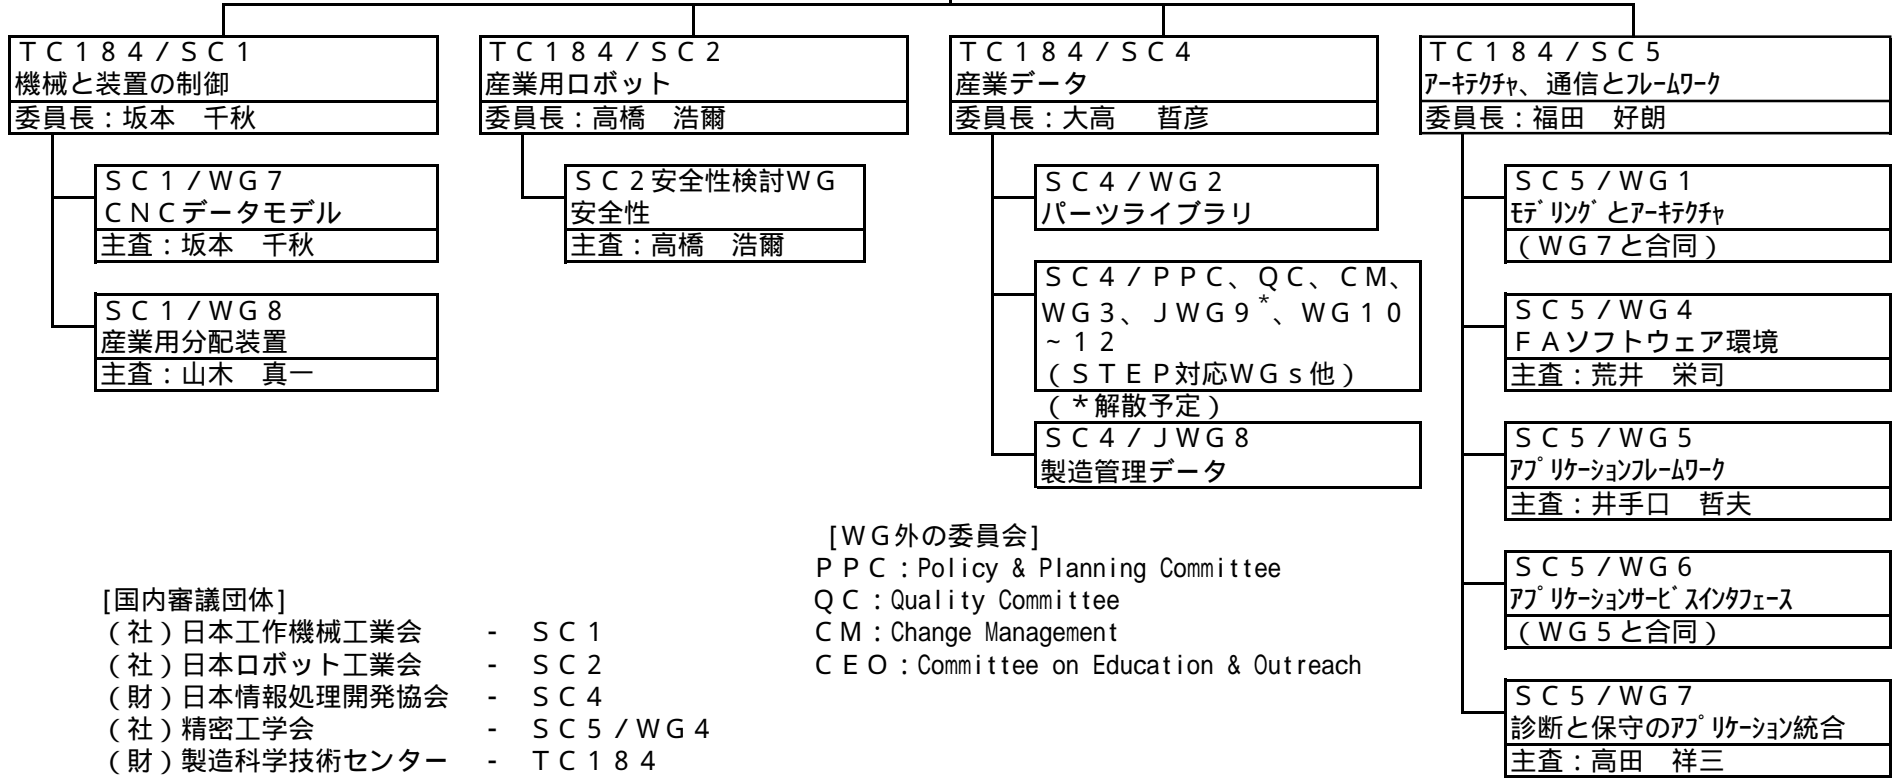 ＴＣ１８４／ＳＣ１
機械と装置の制御
委員長：坂本　千秋
ＳＣ１／ＷＧ７
ＣＮＣデータモデル
主査：坂本　千秋
ＳＣ１／ＷＧ８
産業用分配装置
主査：山木　真一
ＴＣ１８４／ＳＣ２
産業用ロボット
委員長：高橋　浩爾
ＳＣ２安全性検討ＷＧ
安全性
主査：高橋　浩爾
ＴＣ１８４／ＳＣ４
産業データ
委員長：大高　哲彦
ＳＣ４／ＷＧ２
パーツライブラリ
ＳＣ４／ＰＰＣ、ＱＣ、ＣＭ、
ＷＧ３、ＪＷＧ９*、ＷＧ１０
~１２
（ＳＴＥＰ対応ＷＧｓ他）
（*解散予定）
ＳＣ４／ＪＷＧ８
製造管理データ
ＴＣ１８４／ＳＣ５
ｱｰｷﾃｸﾁｬ、通信とﾌﾚｰﾑﾜｰｸ
委員長：福田　好朗
ＳＣ５／ＷＧ１
ﾓﾃﾞﾘﾝｸﾞとｱｰｷﾃｸﾁｬ
（ＷＧ７と合同）
ＳＣ５／ＷＧ４
ＦＡソフトウェア環境
主査：荒井　栄司
ＳＣ５／ＷＧ５
ｱﾌﾟﾘｹｰｼｮﾝﾌﾚｰﾑﾜｰｸ
主査：井手口　哲夫
ＳＣ５／ＷＧ６
ｱﾌﾟﾘｹｰｼｮﾝｻｰﾋﾞｽｲﾝﾀﾌｪｰｽ
（ＷＧ５と合同）
ＳＣ５／ＷＧ７
診断と保守のｱﾌﾟﾘｹｰｼｮﾝ統合
主査：高田　祥三
[ＷＧ外の委員会]
ＰＰＣ：Policy & Planning Committee
ＱＣ：Quality Committee
ＣＭ：Change Management
ＣＥＯ：Committee on Education & Outreach
[国内審議団体]
（社）日本工作機械工業会　-　ＳＣ１
（社）日本ロボット工業会　-　ＳＣ２
（財）日本情報処理開発協会　-　ＳＣ４
（社）精密工学会　-　ＳＣ５／ＷＧ４
（財）製造科学技術センター　-　ＴＣ１８４